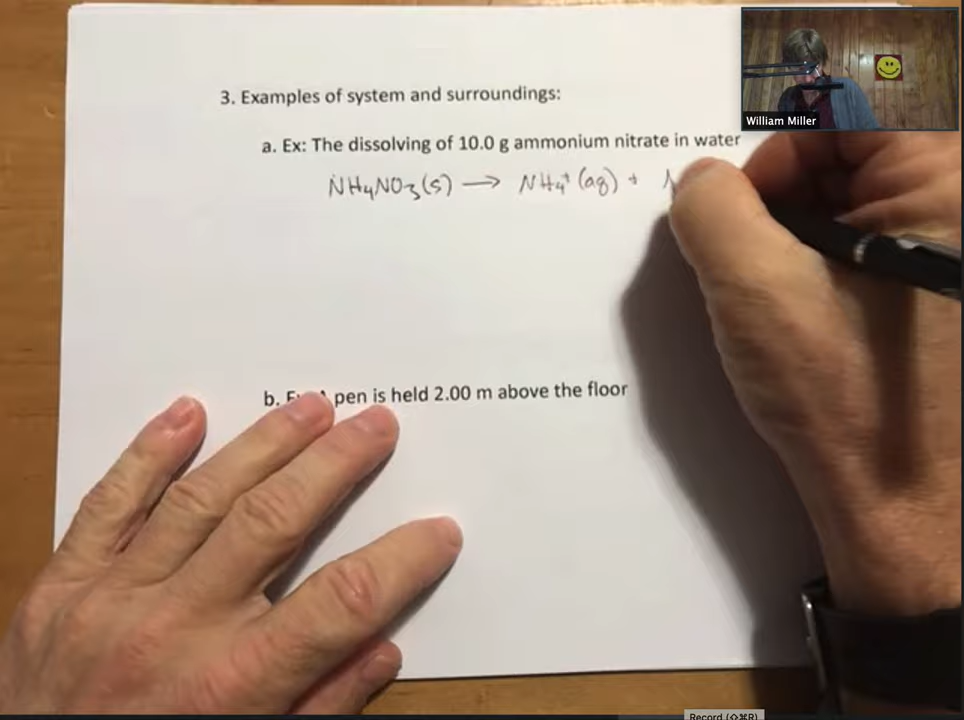 William Miller
3. Examples of system and surroundings:
a. Ex: The dissolving of 10.0 g ammonium nitrate in water
NH₄NO₃(s) → NH₄⁺(aq) +
b. pen is held 2.00 m above the floor
Record (⇧⌘R)